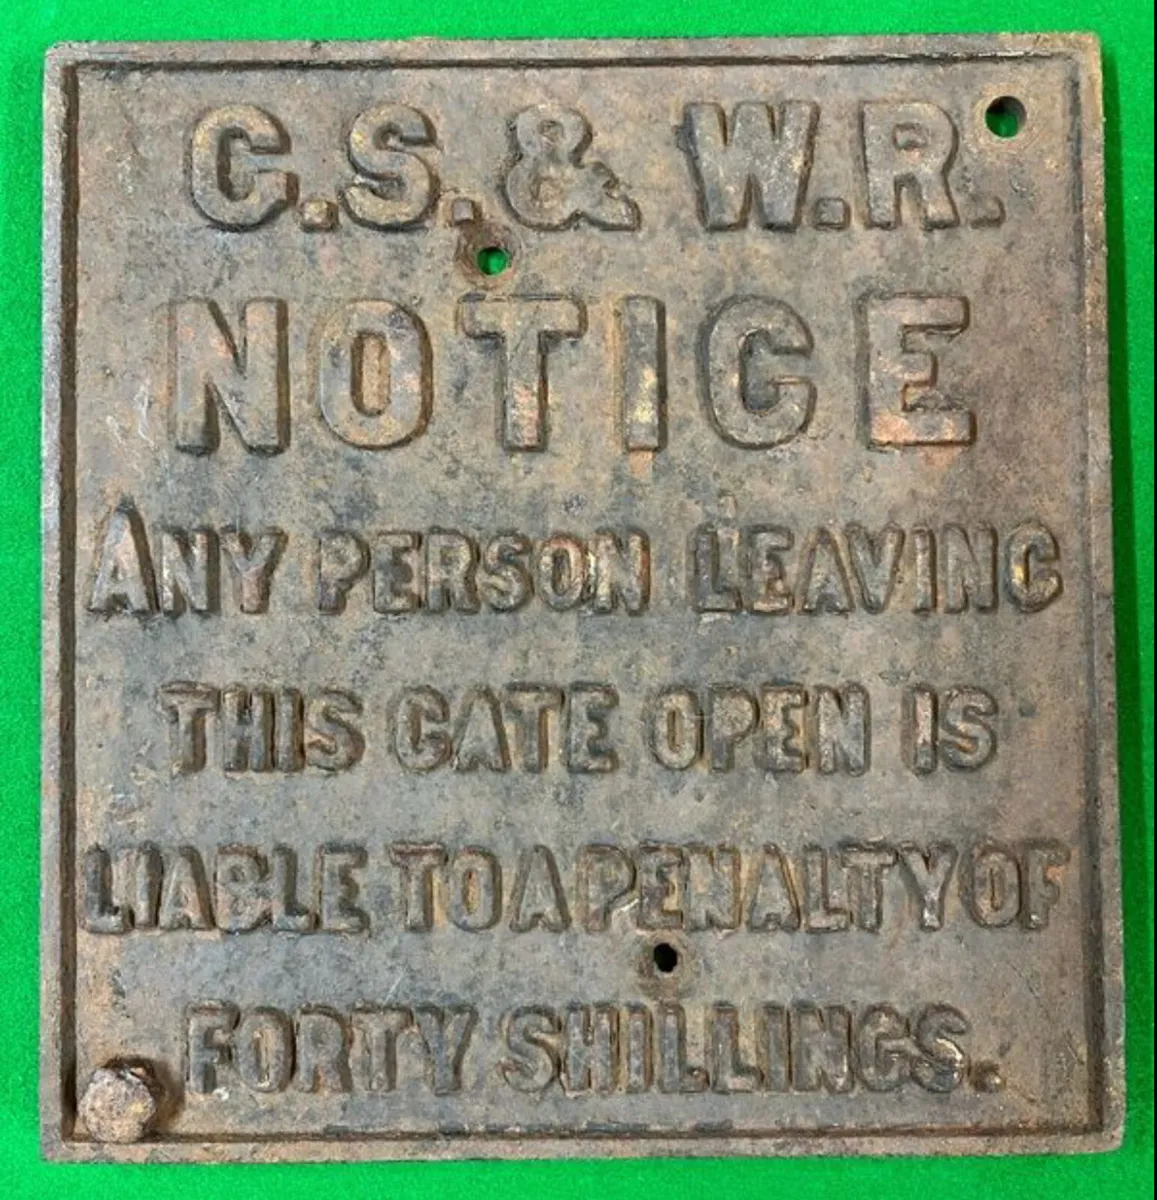 G.S.& W.R.
NOTICE
ANY PERSON LEAVING
THIS GATE OPEN IS
LIABLE TO A PENALTY OF
FORTY SHILLINGS.